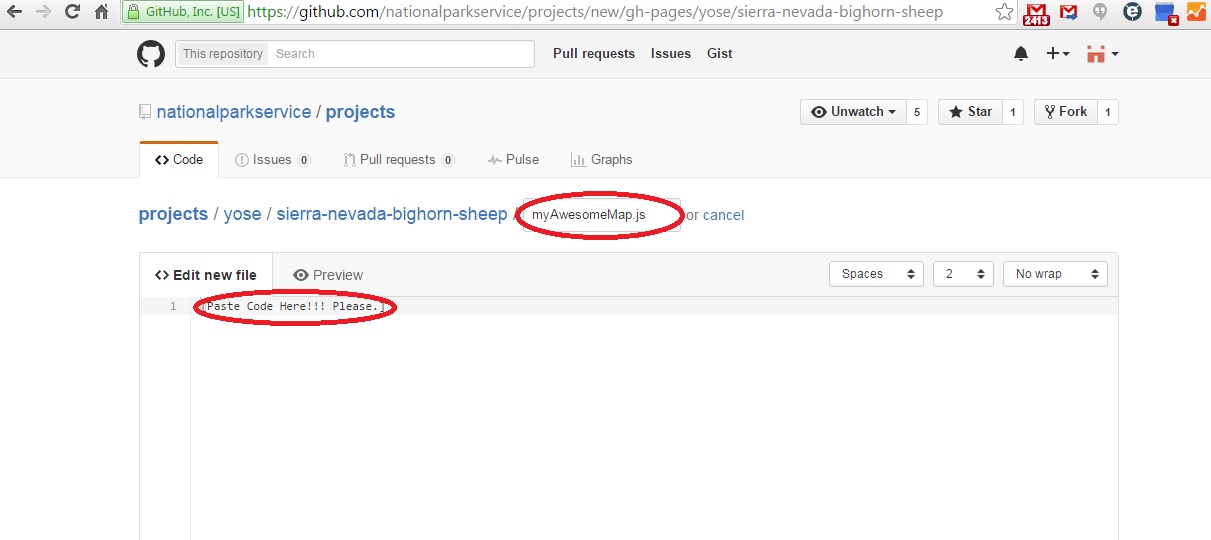 GitHub, Inc. [US] https://github.com/nationalparkservice/projects/new/gh-pages/yose/sierra-nevada-bighorn-sheep 2413
This repository Search Pull requests Issues Gist
nationalparkservice / projects Unwatch 5 Star 1 Fork 1
Code Issues 0 Pull requests 0 Pulse Graphs
projects / yose / sierra-nevada-bighorn-sheep / myAwesomeMap.js or cancel
<> Edit new file Preview Spaces 2 No wrap
1 [Paste Code Here!!! Please.]